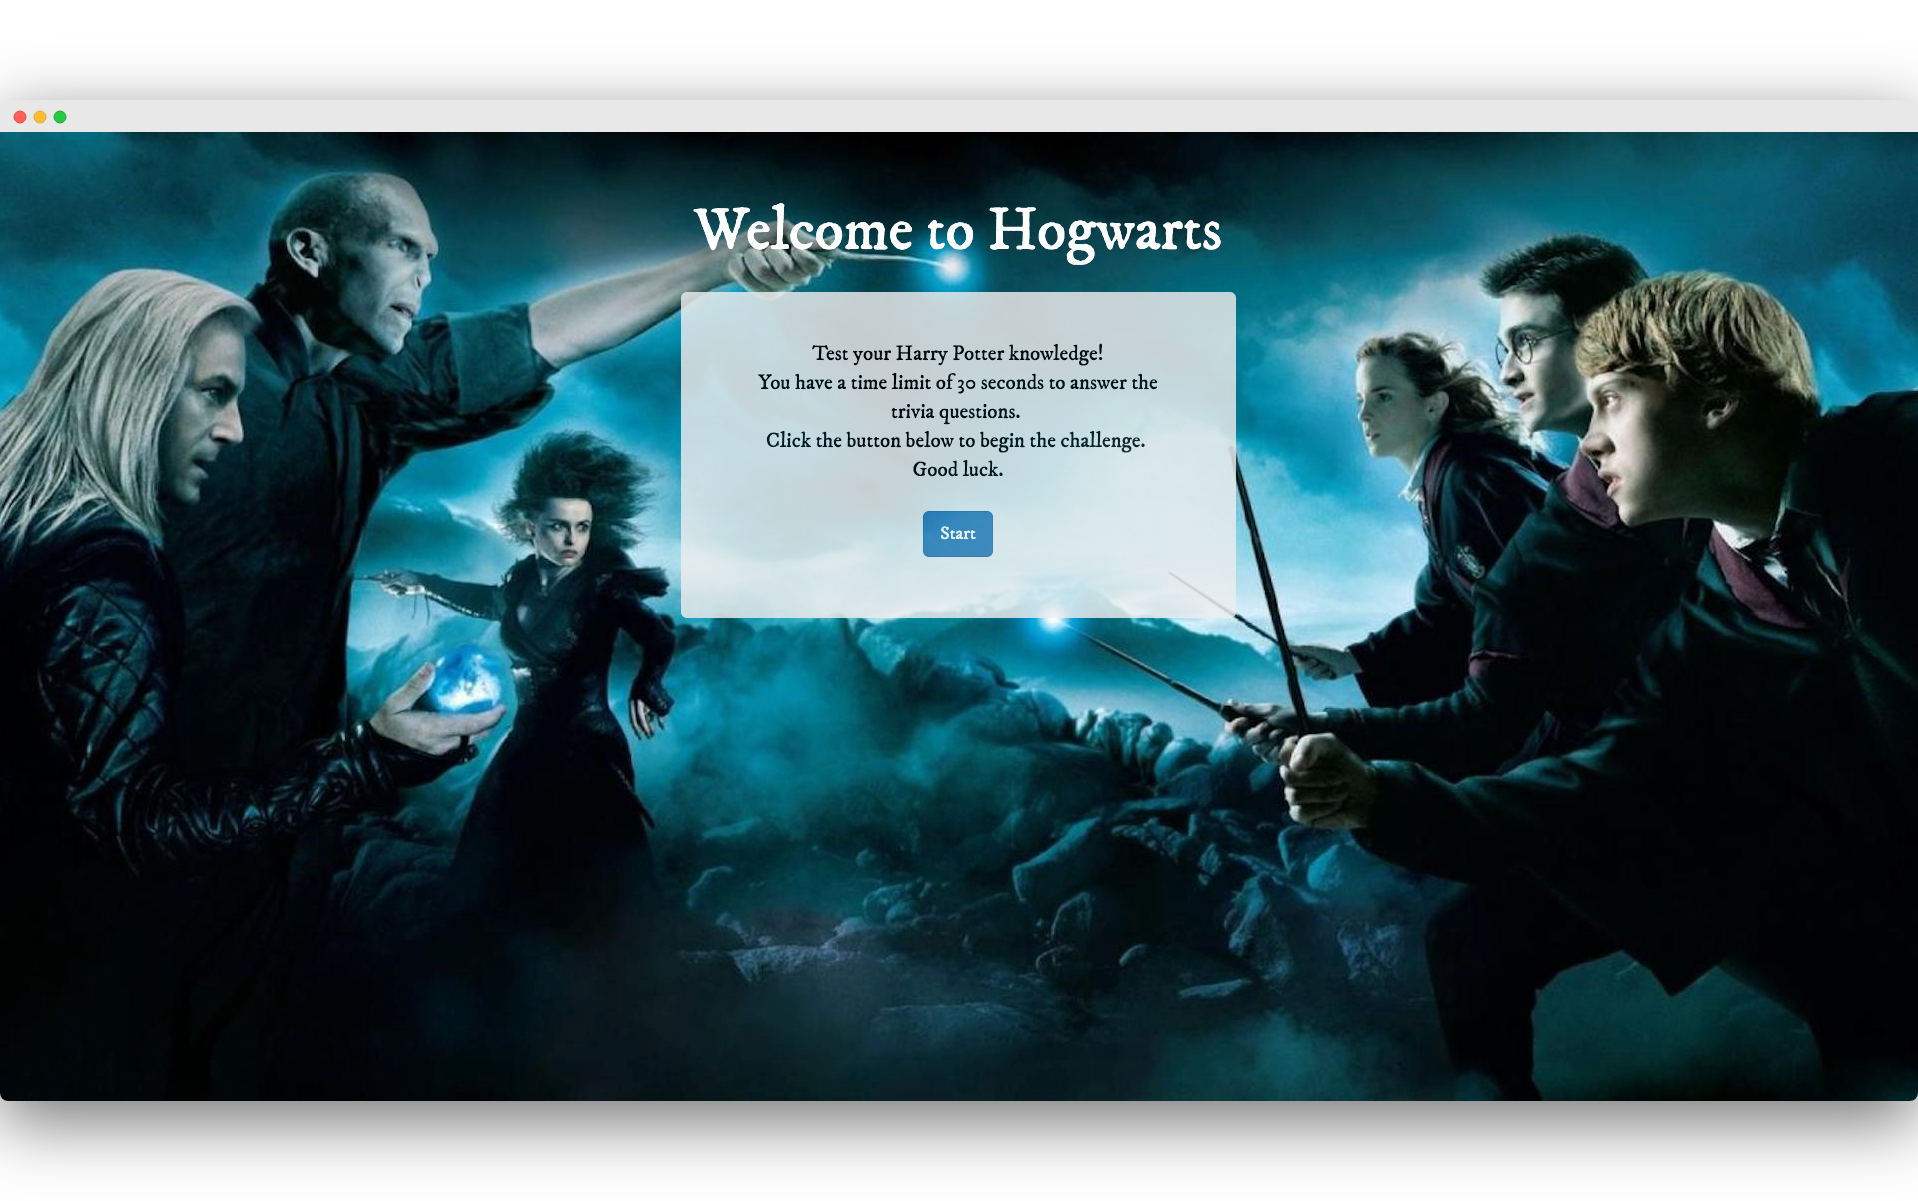 Welcome to Hogwarts
Test your Harry Potter knowledge!
You have a time limit of 30 seconds to answer the
trivia questions.
Click the button below to begin the challenge.
Good luck.
Start